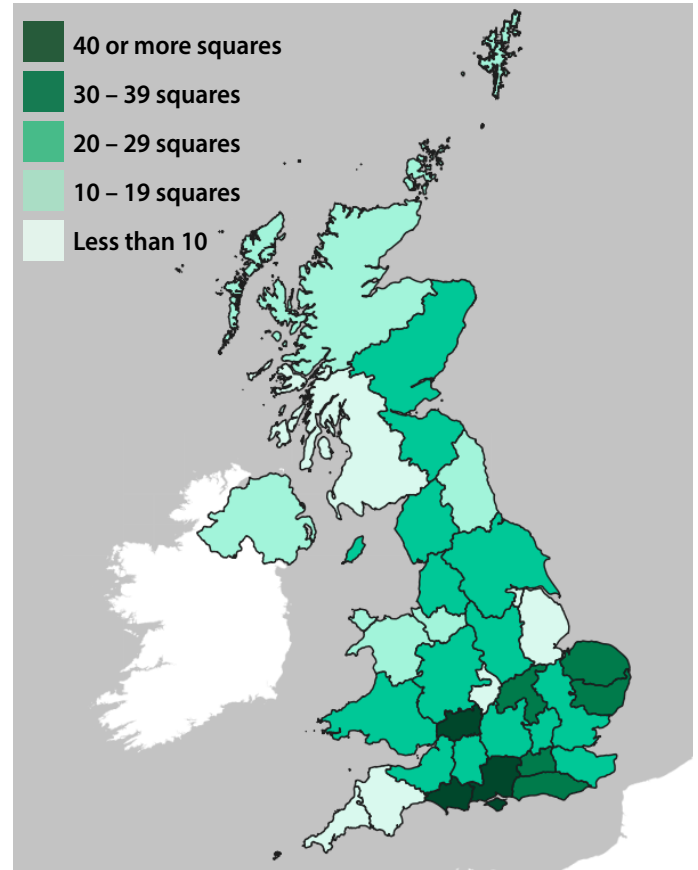 40 or more squares
30 – 39 squares
20 – 29 squares
10 – 19 squares
Less than 10